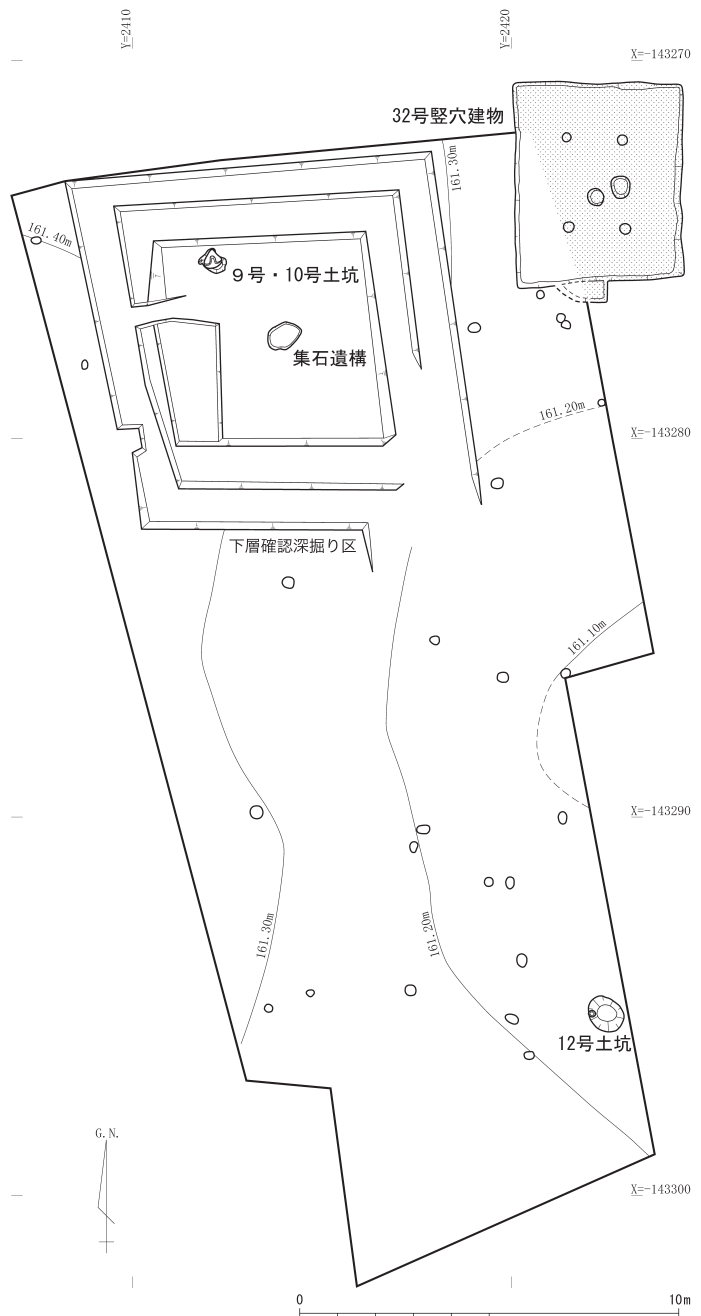 Y=2410
Y=2420
X=-143270
32号竪穴建物
161.30m
161.40m
9号・10号土坑
集石遺構
161.20m
X=-143280
下層確認深掘り区
161.10m
X=-143290
161.30m
161.20m
12号土坑
G.N.
X=-143300
0
10m